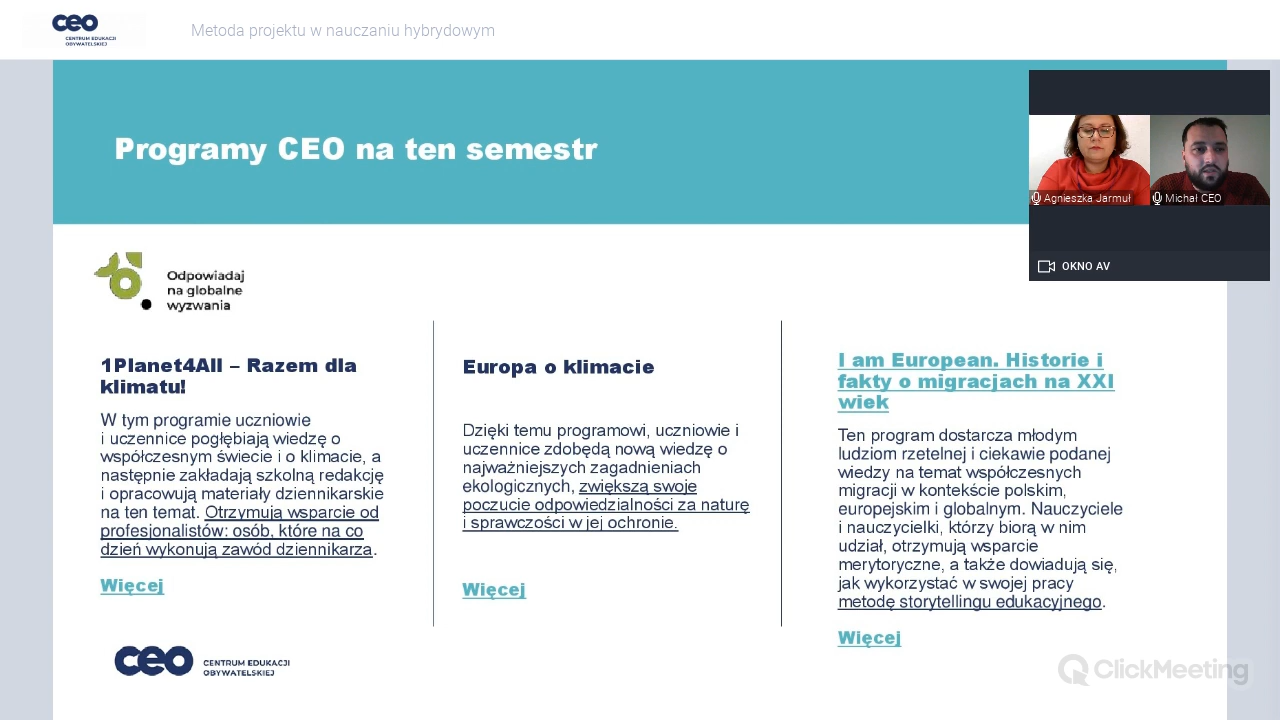 ceo
CENTRUM EDUKACJI
OBYWATELSKIEJ
Metoda projektu w nauczaniu hybrydowym
Programy CEO na ten semestr
Agnieszka Jarmuł
Michał CEO
OKNO AV
Odpowiadaj
na globalne
wyzwania
1Planet4All – Razem dla
klimatu!
W tym programie uczniowie
i uczennice pogłębiają wiedzę o
współczesnym świecie i o klimacie, a
następnie zakładają szkolną redakcję
i opracowują materiały dziennikarskie
na ten temat. Otrzymują wsparcie od
profesjonalistów: osób, które na co
dzień wykonują zawód dziennikarza.
Więcej
Europa o klimacie
Dzięki temu programowi, uczniowie i
uczennice zdobędą nową wiedzę o
najważniejszych zagadnieniach
ekologicznych, zwiększą swoje
poczucie odpowiedzialności za naturę
i sprawczości w jej ochronie.
Więcej
I am European. Historie i
fakty o migracjach na XXI
wiek
Ten program dostarcza młodym
ludziom rzetelnej i ciekawie podanej
wiedzy na temat współczesnych
migracji w kontekście polskim,
europejskim i globalnym. Nauczyciele
i nauczycielki, którzy biorą w nim
udział, otrzymują wsparcie
merytoryczne, a także dowiadują się,
jak wykorzystać w swojej pracy
metodę storytellingu edukacyjnego.
Więcej
ceo
CENTRUM EDUKACJI
OBYWATELSKIEJ
ClickMeeting